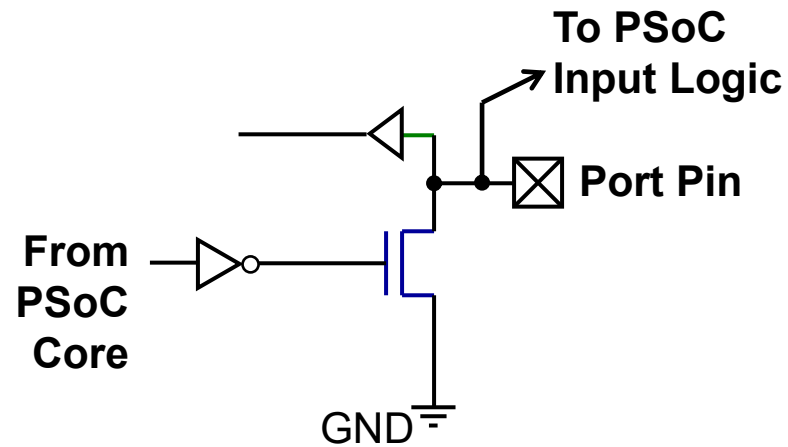 To PSoC
Input Logic
Port Pin
From
PSoC
Core
GND